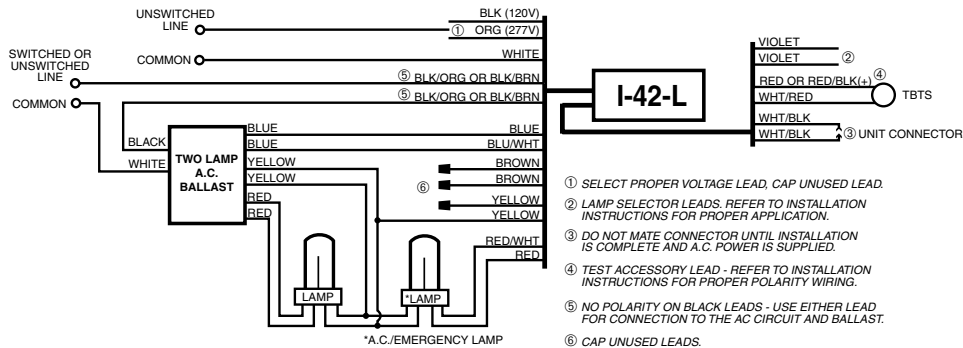 UNSWITCHED
LINE
BLK (120V)
① ORG (277V)
COMMON
WHITE
SWITCHED OR
UNSWITCHED
LINE
⑤ BLK/ORG OR BLK/BRN
COMMON
⑤ BLK/ORG OR BLK/BRN
BLACK
WHITE
TWO LAMP
A.C.
BALLAST
BLUE
BLUE
YELLOW
YELLOW
RED
RED
BLUE
BLU/WHT
BROWN
⑥
BROWN
YELLOW
YELLOW
RED/WHT
RED
LAMP
*LAMP
*A.C./EMERGENCY LAMP
I-42-L
VIOLET
VIOLET
②
RED OR RED/BLK(+)
④
WHT/RED
TBTS
WHT/BLK
WHT/BLK
③ UNIT CONNECTOR
① SELECT PROPER VOLTAGE LEAD, CAP UNUSED LEAD.
② LAMP SELECTOR LEADS. REFER TO INSTALLATION
INSTRUCTIONS FOR PROPER APPLICATION.
③ DO NOT MATE CONNECTOR UNTIL INSTALLATION
IS COMPLETE AND A.C. POWER IS SUPPLIED.
④ TEST ACCESSORY LEAD - REFER TO INSTALLATION
INSTRUCTIONS FOR PROPER POLARITY WIRING.
⑤ NO POLARITY ON BLACK LEADS - USE EITHER LEAD
FOR CONNECTION TO THE AC CIRCUIT AND BALLAST.
⑥ CAP UNUSED LEADS.